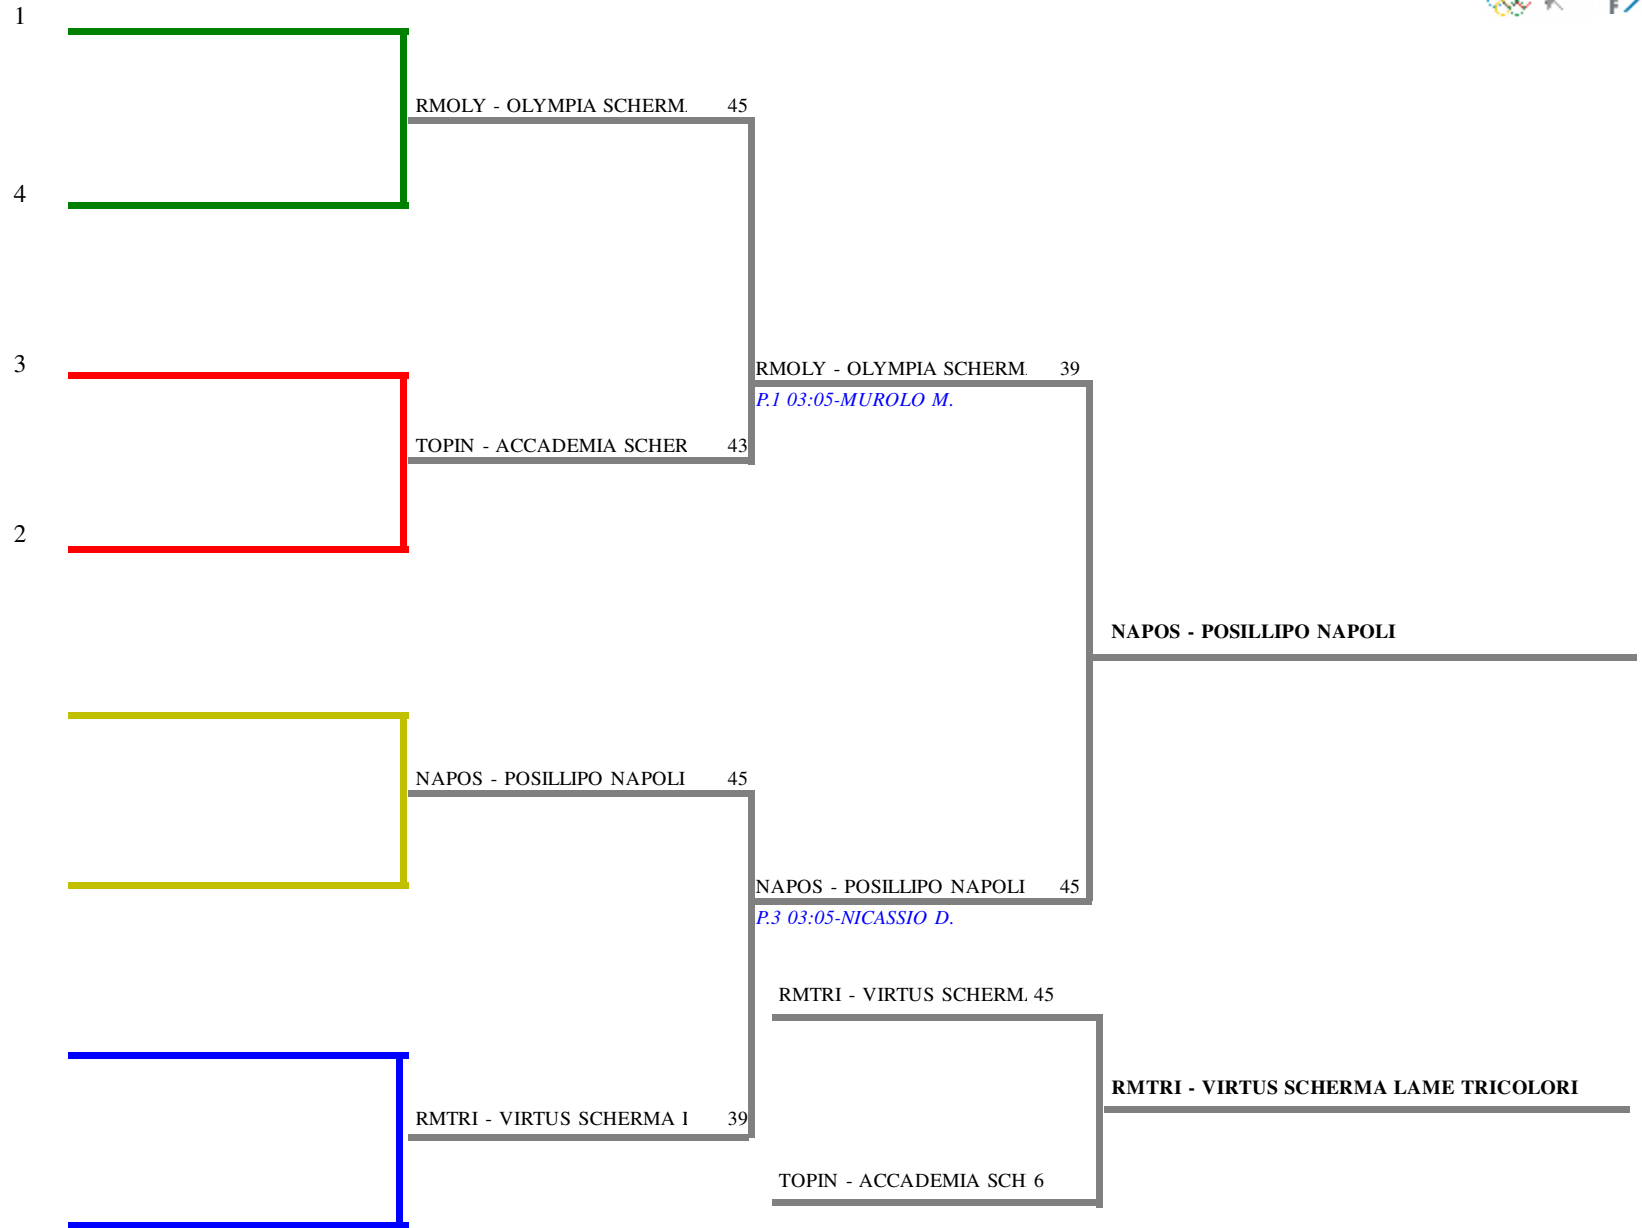 1
RMOLY - OLYMPIA SCHERM. 45
4
3
RMOLY - OLYMPIA SCHERM. 39
P.1 03:05-MUROLO M.
TOPIN - ACCADEMIA SCHER 43
2
NAPOS - POSILLIPO NAPOLI
NAPOS - POSILLIPO NAPOLI 45
NAPOS - POSILLIPO NAPOLI 45
P.3 03:05-NICASSIO D.
RMTRI - VIRTUS SCHERM. 45
RMTRI - VIRTUS SCHERMA LAME TRICOLORI
RMTRI - VIRTUS SCHERMA 39
TOPIN - ACCADEMIA SCH 6